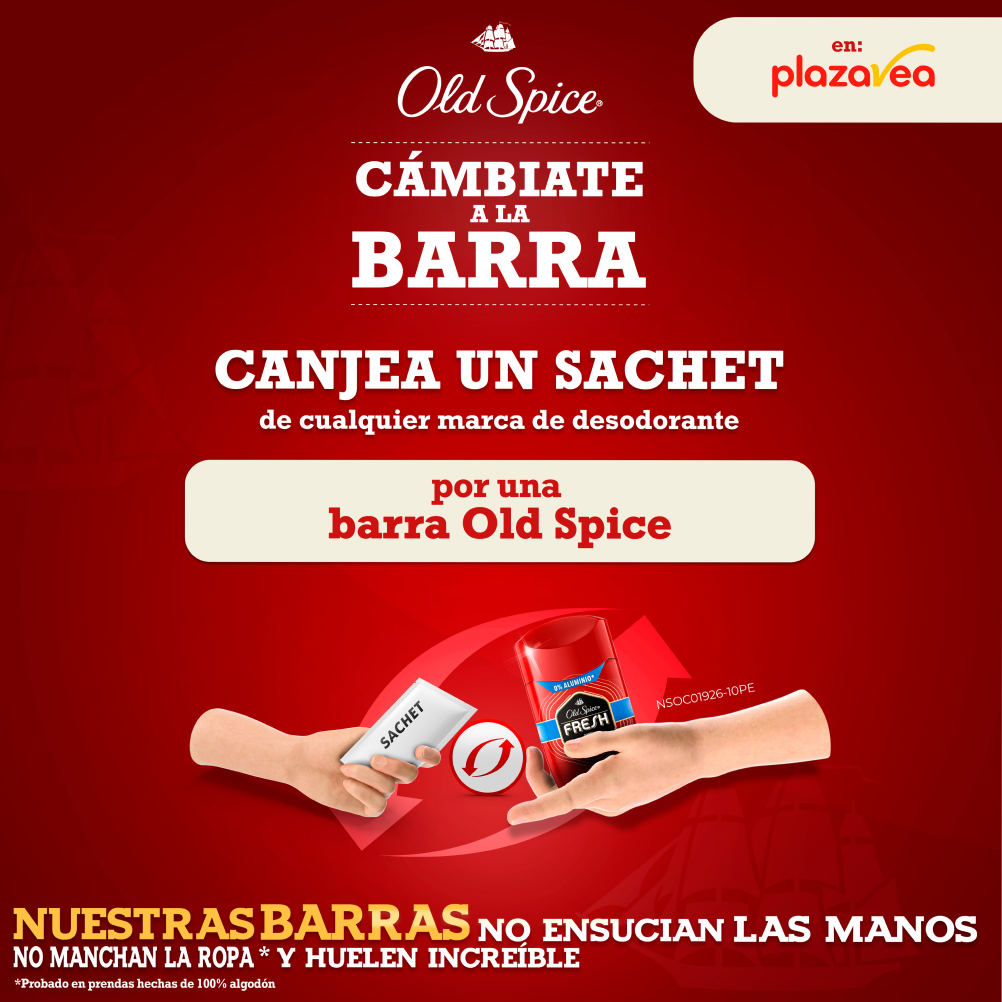 Old Spice®
en:
plazavea
CÁMBIATE
A LA
BARRA
CANJEA UN SACHET
de cualquier marca de desodorante
por una
barra Old Spice
SACHET
0% ALUMINIO*
Old Spice
FRESH
NSOC01926-10PE
NUESTRAS BARRAS NO ENSUCIAN LAS MANOS
NO MANCHAN LA ROPA* Y HUELEN INCREÍBLE
*Probado en prendas hechas de 100% algodón